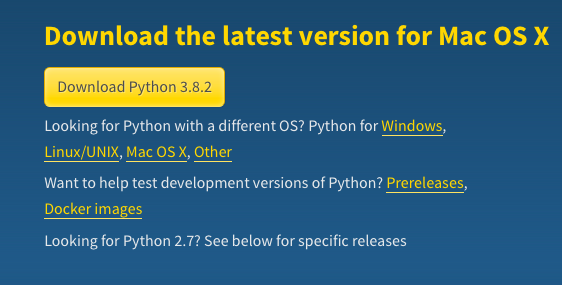 Download the latest version for Mac OS X
Download Python 3.8.2
Looking for Python with a different OS? Python for Windows,
Linux/UNIX, Mac OS X, Other
Want to help test development versions of Python? Prereleases,
Docker images
Looking for Python 2.7? See below for specific releases